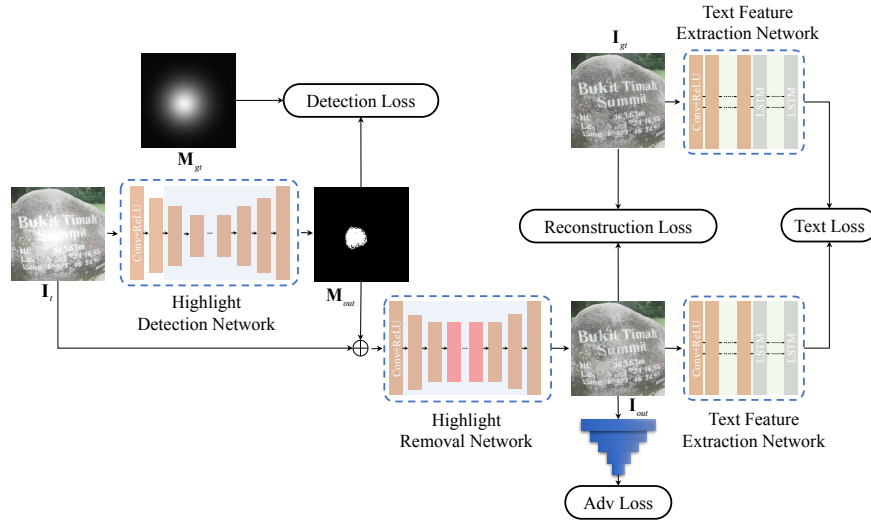 Text Feature
Extraction Network
I_gt
Conv+ReLU
LSTM
LSTM
Bukit Timah
Summit
Detection Loss
M_gt
Bukit Timah
Summit
Conv+ReLU
I_t
Highlight
Detection Network
M_out
Reconstruction Loss
Text Loss
Conv+ReLU
Highlight
Removal Network
Bukit Timah
Summit
I_out
Conv+ReLU
LSTM
LSTM
Text Feature
Extraction Network
Adv Loss